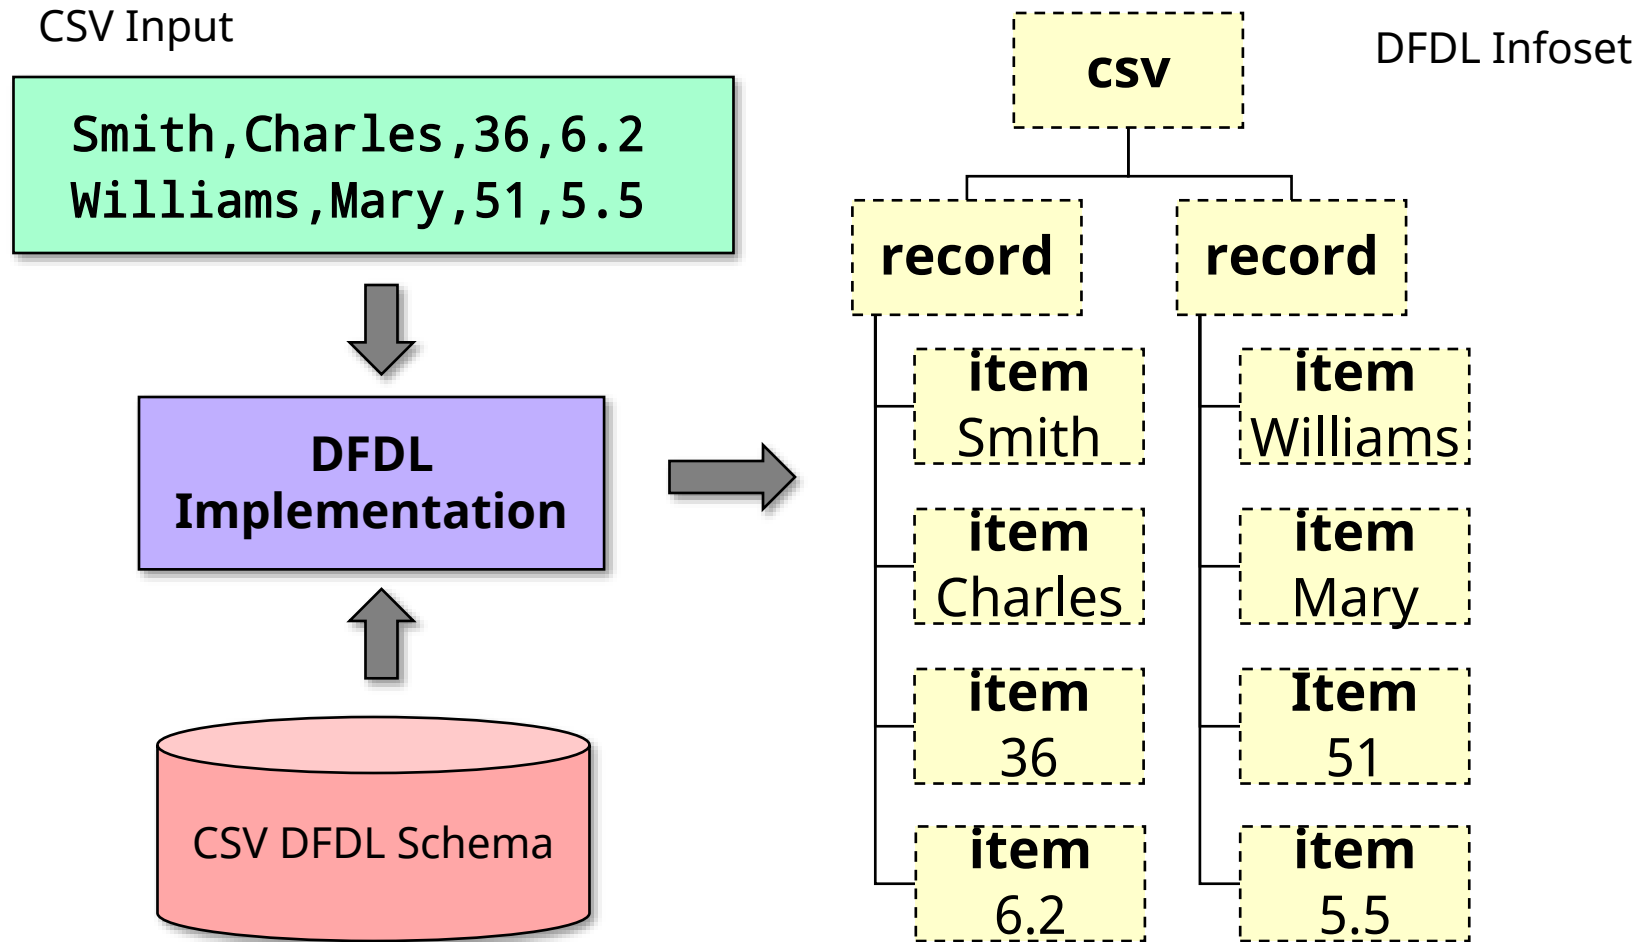 CSV Input
Smith,Charles,36,6.2
Williams,Mary,51,5.5
DFDL
Implementation
CSV DFDL Schema
DFDL Infoset
csv
record
item
Smith
item
Charles
item
36
item
6.2
record
item
Williams
item
Mary
Item
51
item
5.5